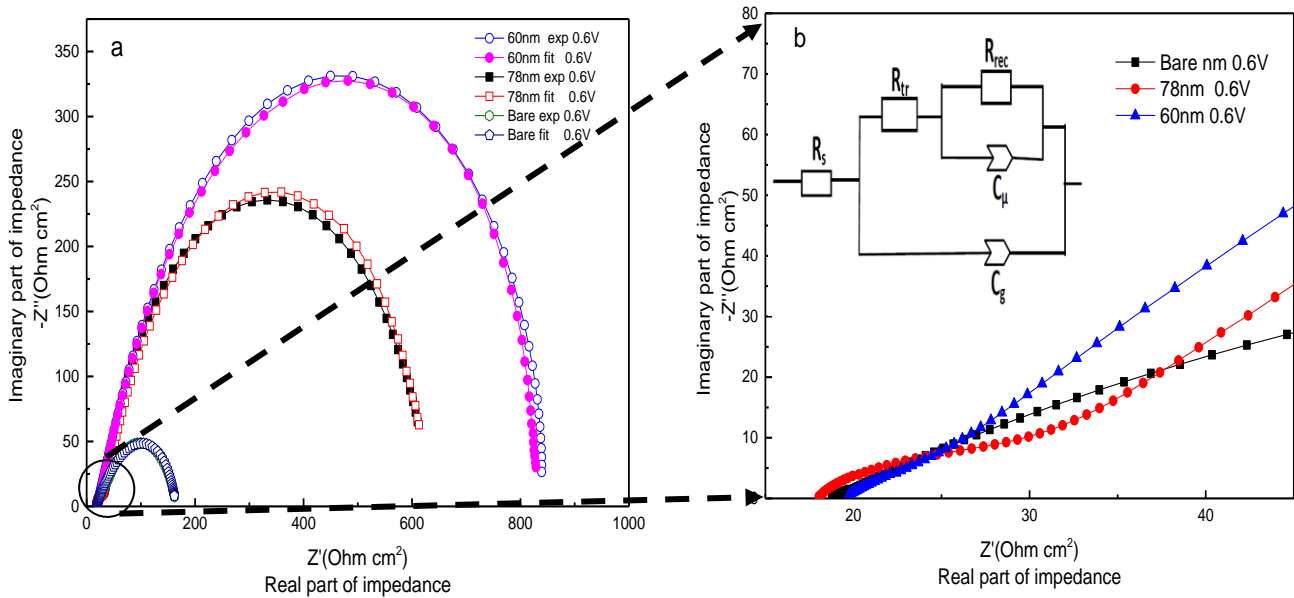 a
60nm exp 0.6V
60nm fit 0.6V
78nm exp 0.6V
78nm fit 0.6V
Bare exp 0.6V
Bare fit 0.6V
350
300
250
200
150
100
50
0
0 200 400 600 800 1000
Imaginary part of impedance
-Z''(Ohm cm²)
Z'(Ohm cm²)
Real part of impedance
b
Bare nm 0.6V
78nm 0.6V
60nm 0.6V
Rrec
Rtr
Rs
Cμ
Cg
80
70
60
50
40
30
20
10
0
20 30 40
Imaginary part of impedance
-Z''(Ohm cm²)
Z'(Ohm cm²)
Real part of impedance